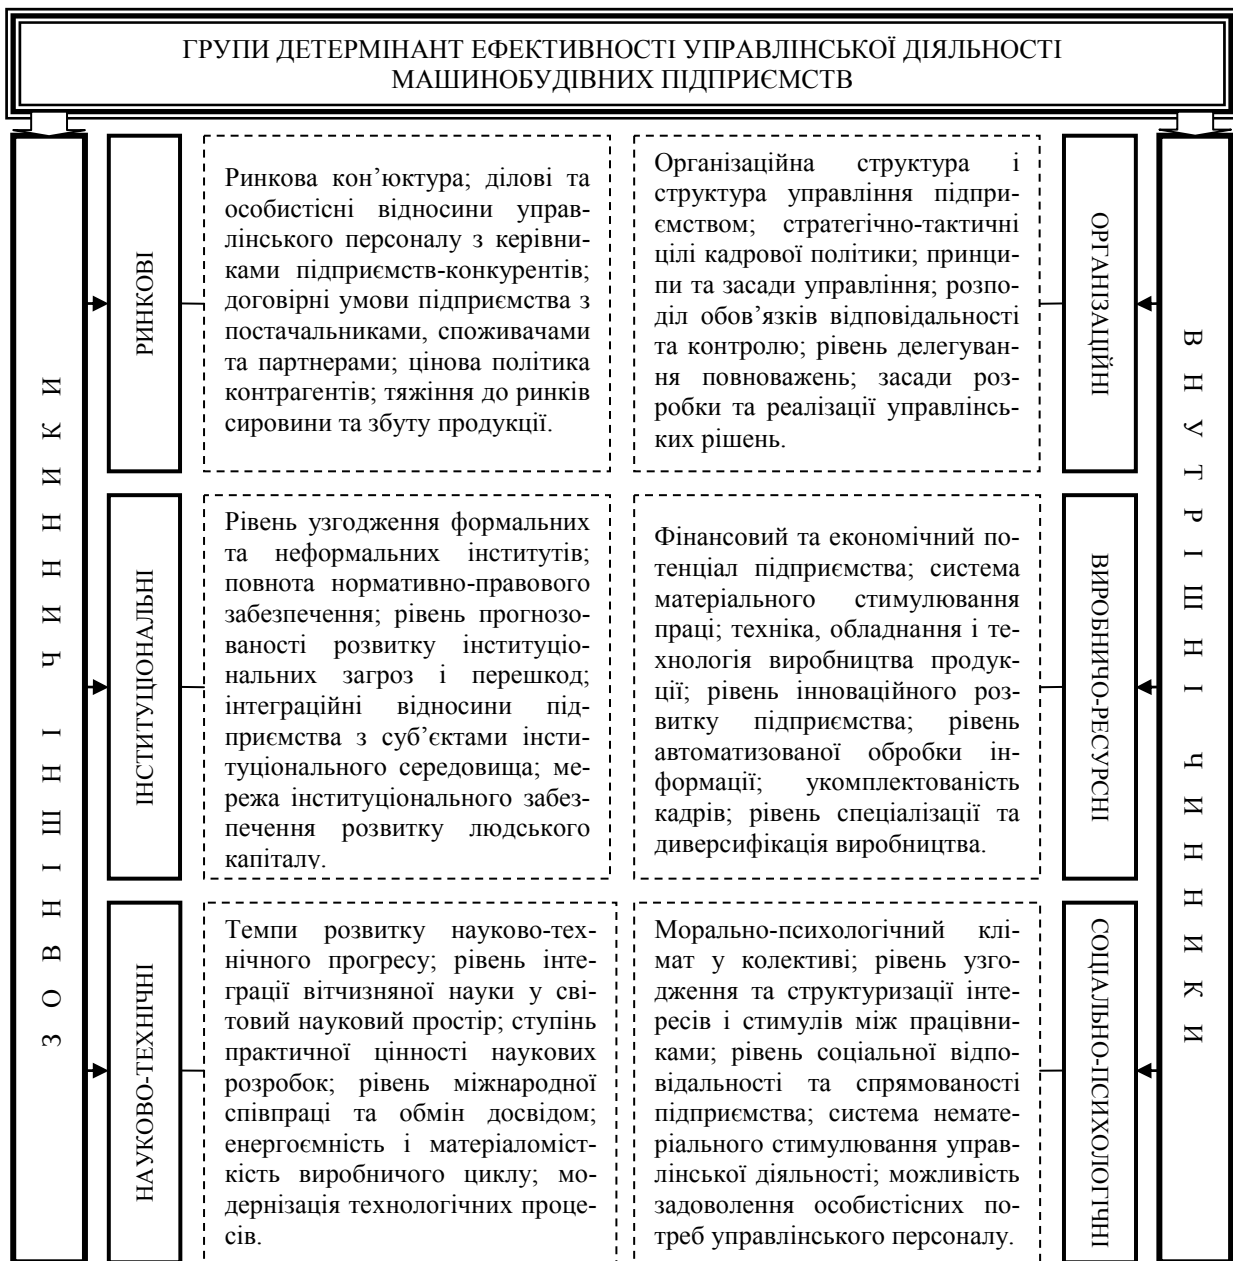 ГРУПИ ДЕТЕРМІНАНТ ЕФЕКТИВНОСТІ УПРАВЛІНСЬКОЇ ДІЯЛЬНОСТІ
МАШИНОБУДІВНИХ ПІДПРИЄМСТВ
ЗОВНІШНІ ЧИННИКИ
РИНКОВІ
Ринкова кон’юктура; ділові та
особистісні відносини управ-
лінського персоналу з керівни-
ками підприємств-конкурентів;
договірні умови підприємства з
постачальниками, споживачами
та партнерами; цінова політика
контрагентів; тяжіння до ринків
сировини та збуту продукції.
ІНСТИТУЦІОНАЛЬНІ
Рівень узгодження формальних
та неформальних інститутів;
повнота нормативно-правового
забезпечення; рівень прогнозо-
ваності розвитку інституціо-
нальних загроз і перешкод;
інтеграційні відносини під-
приємства з суб’єктами інсти-
туціонального середовища; ме-
режа інституціонального забез-
печення розвитку людського
капіталу.
НАУКОВО-ТЕХНІЧНІ
Темпи розвитку науково-тех-
нічного прогресу; рівень інте-
грації вітчизняної науки у сві-
товий науковий простір; ступінь
практичної цінності наукових
розробок; рівень міжнародної
співпраці та обмін досвідом;
енергоємність і матеріаломіст-
кість виробничого циклу; мо-
дернізація технологічних проце-
сів.
Організаційна структура і
структура управління підпри-
ємством; стратегічно-тактичні
цілі кадрової політики; принци-
пи та засади управління; розпо-
діл обов’язків відповідальності
та контролю; рівень делегуван-
ня повноважень; засади роз-
робки та реалізації управлінсь-
ких рішень.
ОРГАНІЗАЦІЙНІ
Фінансовий та економічний по-
тенціал підприємства; система
матеріального стимулювання
праці; техніка, обладнання і те-
хнологія виробництва продук-
ції; рівень інноваційного роз-
витку підприємства; рівень
автоматизованої обробки ін-
формації; укомплектованість
кадрів; рівень спеціалізації та
диверсифікація виробництва.
ВИРОБНИЧО-РЕСУРСНІ
Морально-психологічний клі-
мат у колективі; рівень узго-
дження та структуризації інте-
ресів і стимулів між працівни-
ками; рівень соціальної відпо-
відальності та спрямованості
підприємства; система немате-
ріального стимулювання управ-
лінської діяльності; можливість
задоволення особистісних по-
треб управлінського персоналу.
СОЦІАЛЬНО-ПСИХОЛОГІЧНІ
ВНУТРІШНІ ЧИННИКИ